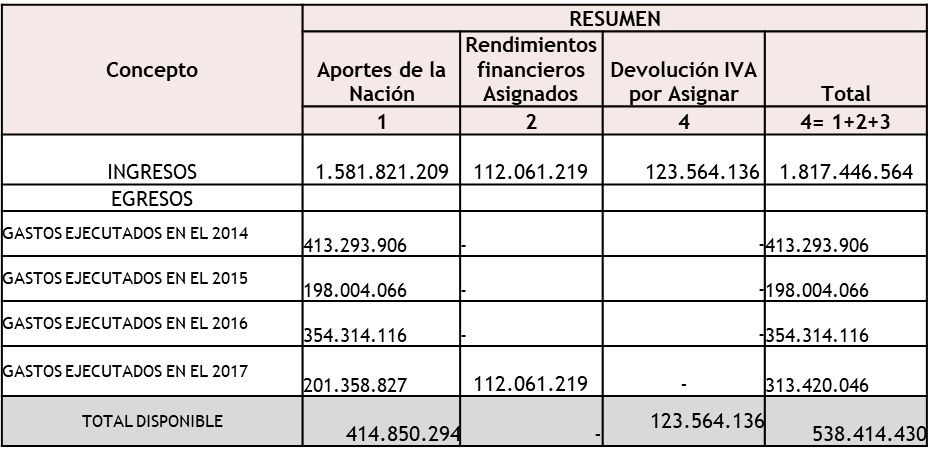 RESUMEN
Concepto
Aportes de la Nación
Rendimientos financieros Asignados
Devolución IVA por Asignar
Total
1 2 4 4= 1+2+3
INGRESOS 1.581.821.209 112.061.219 123.564.136 1.817.446.564
EGRESOS
GASTOS EJECUTADOS EN EL 2014 413.293.906 - - 413.293.906
GASTOS EJECUTADOS EN EL 2015 198.004.066 - - 198.004.066
GASTOS EJECUTADOS EN EL 2016 354.314.116 - - 354.314.116
GASTOS EJECUTADOS EN EL 2017 201.358.827 112.061.219 - 313.420.046
TOTAL DISPONIBLE 414.850.294 - 123.564.136 538.414.430